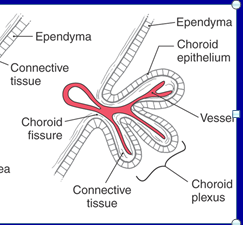 Ependyma
Connective
tissue
ea
Ependyma
Choroid
epithelium
Vessel
Choroid
fissure
Connective
tissue
Choroid
plexus